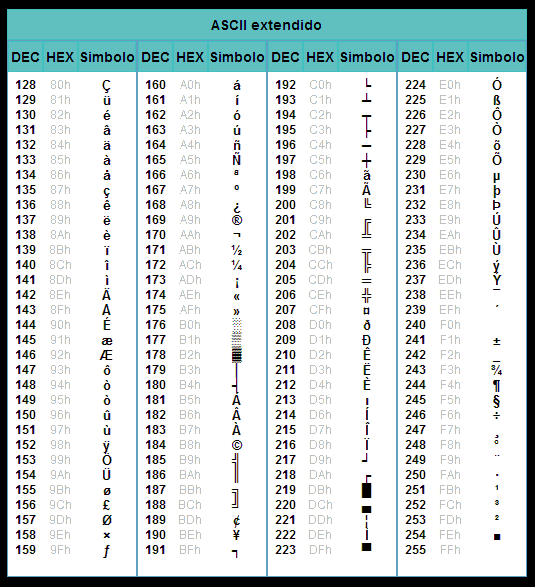 ASCII extendido
DEC HEX Simbolo DEC HEX Simbolo DEC HEX Simbolo DEC HEX Simbolo
128 80h Ç 160 A0h á 192 C0h └ 224 E0h Ó
129 81h ü 161 A1h í 193 C1h ┴ 225 E1h ß
130 82h é 162 A2h ó 194 C2h ┬ 226 E2h Ô
131 83h â 163 A3h ú 195 C3h ├ 227 E3h Ò
132 84h ä 164 A4h ñ 196 C4h ─ 228 E4h õ
133 85h à 165 A5h Ñ 197 C5h ┼ 229 E5h Õ
134 86h å 166 A6h ª 198 C6h ã 230 E6h µ
135 87h ç 167 A7h º 199 C7h Ã 231 E7h þ
136 88h ê 168 A8h ¿ 200 C8h ╚ 232 E8h Þ
137 89h ë 169 A9h ® 201 C9h ╔ 233 E9h Ú
138 8Ah è 170 AAh ¬ 202 CAh ╩ 234 EAh Û
139 8Bh ï 171 ABh ½ 203 CBh ╦ 235 EBh Ù
140 8Ch î 172 ACh ¼ 204 CCh ╠ 236 ECh ý
141 8Dh ì 173 ADh ¡ 205 CDh ═ 237 EDh Ý
142 8Eh Ä 174 AEh « 206 CEh ╬ 238 EEh ¯
143 8Fh Å 175 AFh » 207 CFh ¤ 239 EFh ´
144 90h É 176 B0h ░ 208 D0h ð 240 F0h
145 91h æ 177 B1h ▒ 209 D1h Ð 241 F1h ±
146 92h Æ 178 B2h ▓ 210 D2h Ê 242 F2h ‗
147 93h ô 179 B3h │ 211 D3h Ë 243 F3h ¾
148 94h ö 180 B4h ┤ 212 D4h È 244 F4h ¶
149 95h ò 181 B5h Á 213 D5h ı 245 F5h §
150 96h û 182 B6h Â 214 D6h Í 246 F6h ÷
151 97h ù 183 B7h À 215 D7h Î 247 F7h ¸
152 98h ÿ 184 B8h © 216 D8h Ï 248 F8h °
153 99h Ö 185 B9h ╣ 217 D9h ┘ 249 F9h ¨
154 9Ah Ü 186 BAh ║ 218 DAh ┌ 250 FAh ·
155 9Bh ø 187 BBh ╗ 219 DBh █ 251 FBh ¹
156 9Ch £ 188 BCh ╝ 220 DCh ▄ 252 FCh ³
157 9Dh Ø 189 BDh ¢ 221 DDh ¦ 253 FDh ²
158 9Eh × 190 BEh ¥ 222 DEh Ì 254 FEh ■
159 9Fh ƒ 191 BFh ┐ 223 DFh ▀ 255 FFh